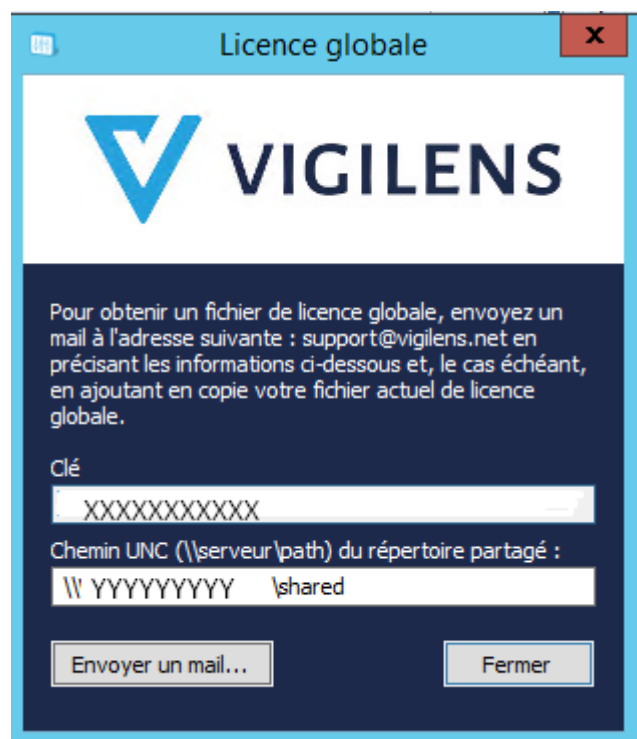 Licence globale
VIGILENS
Pour obtenir un fichier de licence globale, envoyez un
mail à l'adresse suivante : support@vigilens.net en
précisant les informations ci-dessous et, le cas échéant,
en ajoutant en copie votre fichier actuel de licence
globale.
Clé
XXXXXXXXXXX
Chemin UNC (\\serveur\path) du répertoire partagé :
\\ YYYYYYYYY \shared
Envoyer un mail... Fermer